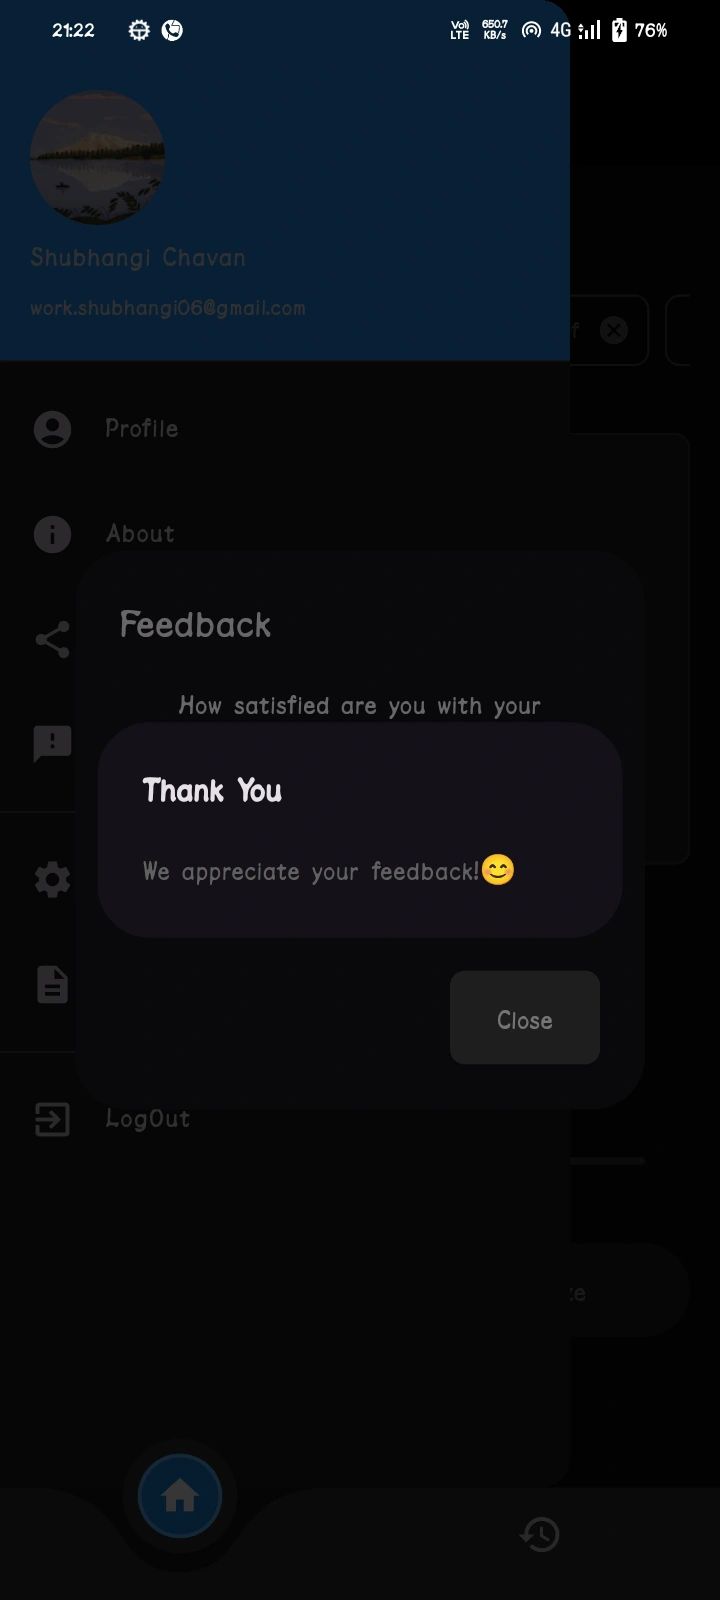 21:22 Vo) LTE 650.7 KB/s 4G 76%
Shubhangi Chavan
work.shubhangi06@gmail.com
f
Profile
About
Feedback
How satisfied are you with your
Thank You
We appreciate your feedback!😊
Close
LogOut